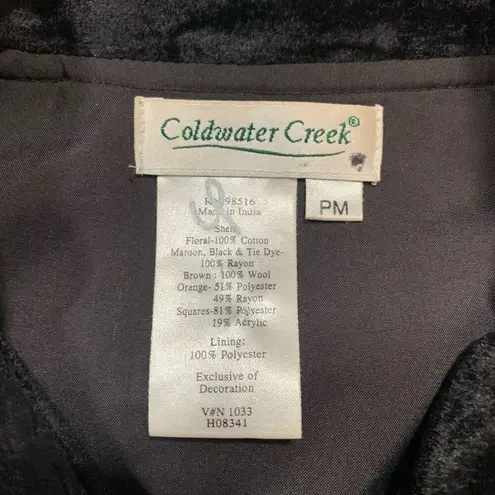 Coldwater Creek®
PM
98516
Made in India
Shell:
Floral-100% Cotton
Maroon, Black & Tie Dye-
100% Rayon
Brown : 100% Wool
Orange- 51% Polyester
49% Rayon
Squares-81% Polyester
19% Acrylic
Lining:
100% Polyester
Exclusive of
Decoration
V#N 1033
H08341